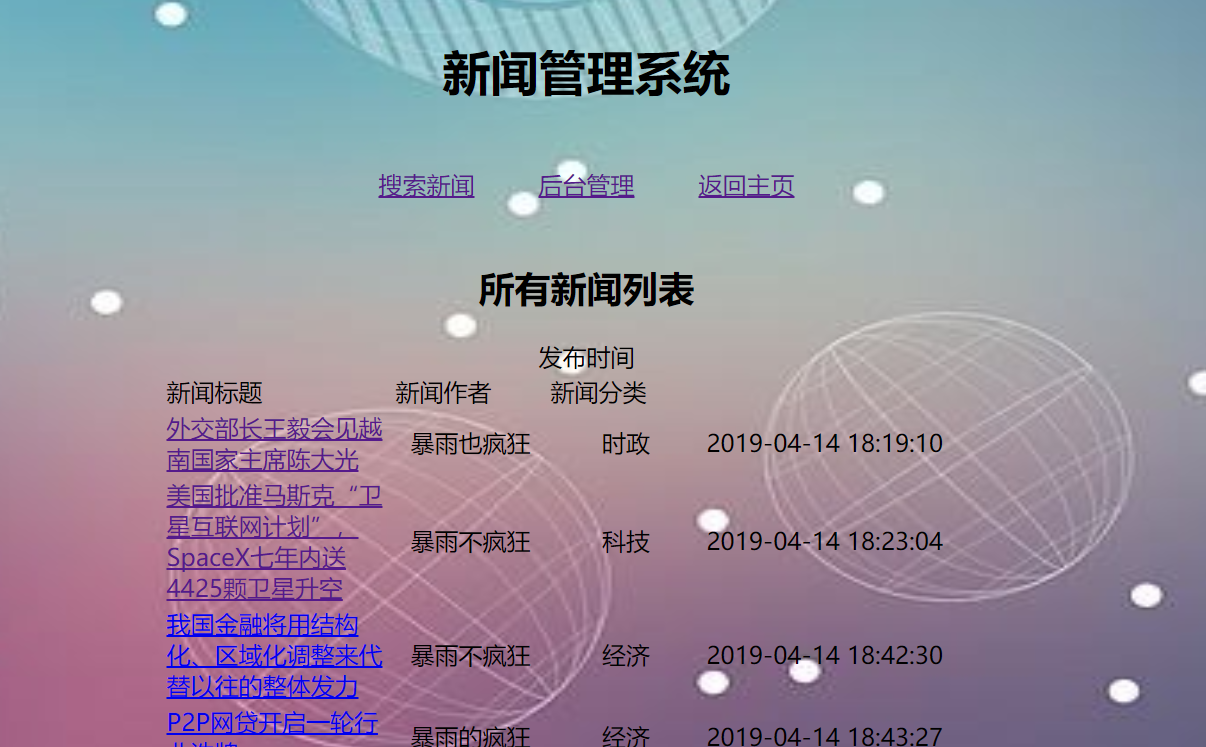 新闻管理系统
搜索新闻 后台管理 返回主页
所有新闻列表
发布时间
新闻标题 新闻作者 新闻分类
外交部长王毅会见越
南国家主席陈大光
暴雨也疯狂 时政 2019-04-14 18:19:10
美国批准马斯克“卫
星互联网计划”，
SpaceX七年内送
4425颗卫星升空
暴雨不疯狂 科技 2019-04-14 18:23:04
我国金融将用结构
化、区域化调整来代
替以往的整体发力
暴雨不疯狂 经济 2019-04-14 18:42:30
P2P网贷开启一轮行
暴雨的疯狂 经济 2019-04-14 18:43:27